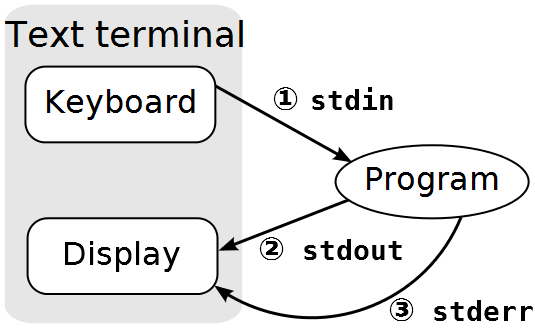 Text terminal
Keyboard
① stdin
Program
Display
② stdout
③ stderr